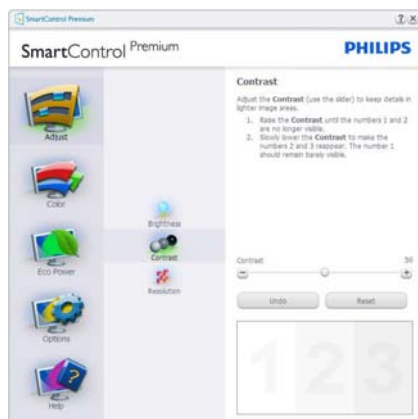 SmartControl Premium
SmartControl Premium
PHILIPS
Adjust
Color
Eco Power
Options
Help
Brightness
Contrast
Resolution
Contrast
Adjust the Contrast (use the slider) to keep details in
lighter image areas.
1. Raise the Contrast until the numbers 1 and 2
are no longer visible.
2. Slowly lower the Contrast to make the
numbers 2 and 3 reappear. The number 1
should remain barely visible.
Contrast 50
Undo Reset
1 2 3